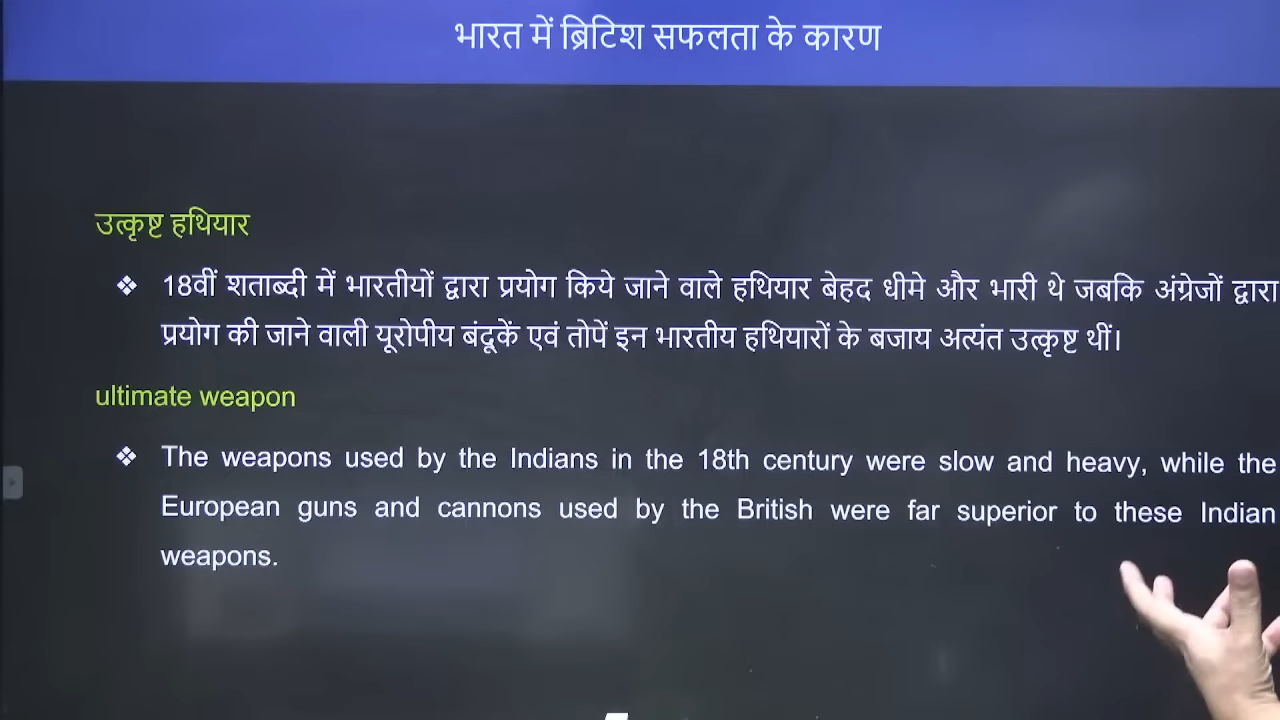 भारत में ब्रिटिश सफलता के कारण
उत्कृष्ट हथियार
❖ 18वीं शताब्दी में भारतीयों द्वारा प्रयोग किये जाने वाले हथियार बेहद धीमे और भारी थे जबकि अंग्रेजों द्वारा
प्रयोग की जाने वाली यूरोपीय बंदूकें एवं तोपें इन भारतीय हथियारों के बजाय अत्यंत उत्कृष्ट थीं।
ultimate weapon
❖ The weapons used by the Indians in the 18th century were slow and heavy, while the
European guns and cannons used by the British were far superior to these Indian
weapons.